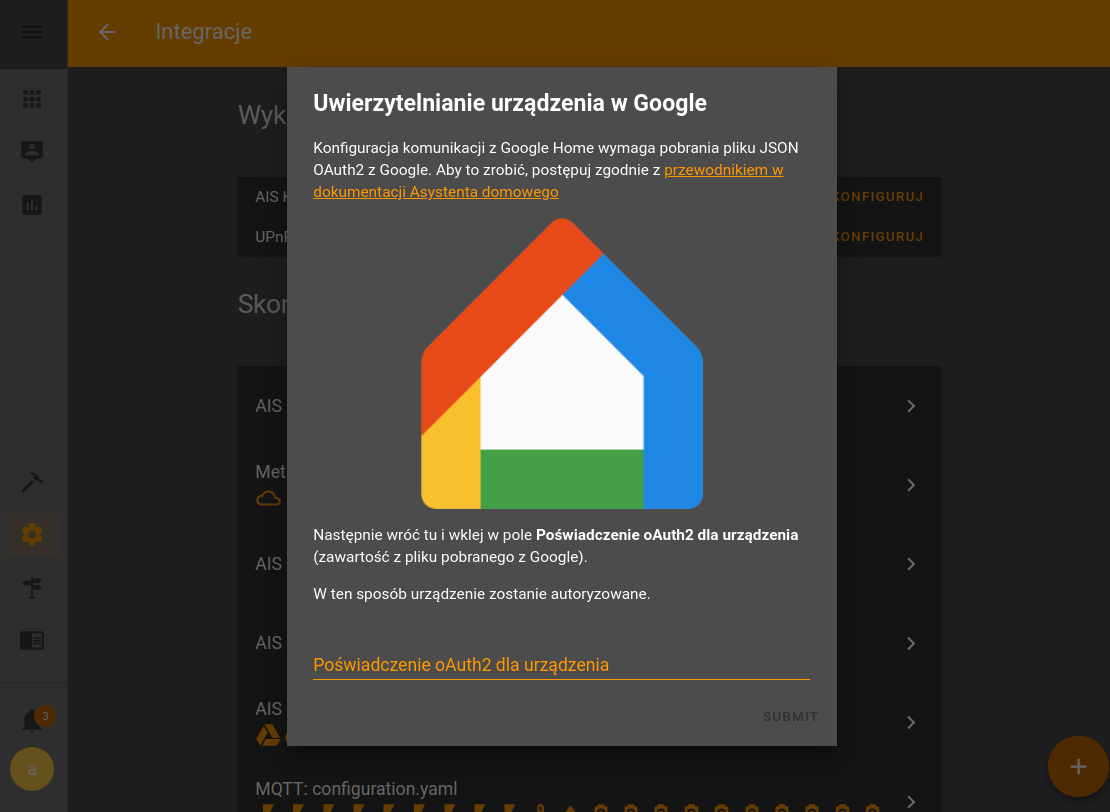 Integracje
Uwierzytelnianie urządzenia w Google
Wyk
Konfiguracja komunikacji z Google Home wymaga pobrania pliku JSON
OAuth2 z Google. Aby to zrobić, postępuj zgodnie z przewodnikiem w
dokumentacji Asystenta domowego
AIS
KONFIGURUJ
UPnP
KONFIGURUJ
Skon
AIS
Met
Następnie wróć tu i wklej w pole Poświadczenie oAuth2 dla urządzenia
(zawartość z pliku pobranego z Google).
AIS
W ten sposób urządzenie zostanie autoryzowane.
AIS
Poświadczenie oAuth2 dla urządzenia
AIS
SUBMIT
3
a
MQTT: configuration.yaml